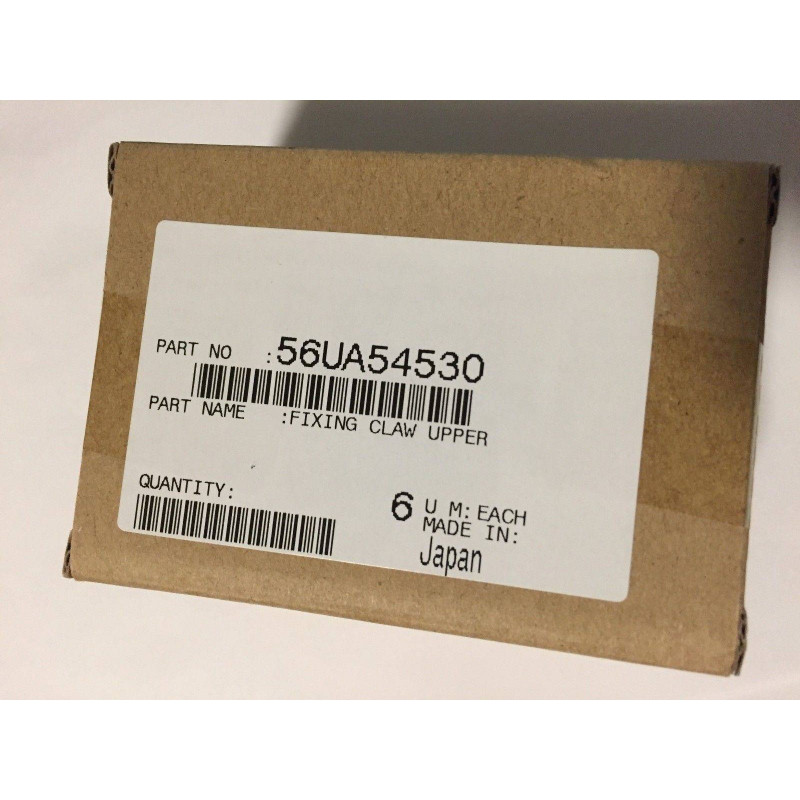 PART NO :56UA54530
PART NAME :FIXING CLAW UPPER
QUANTITY: 6 U M:EACH
MADE IN:
Japan